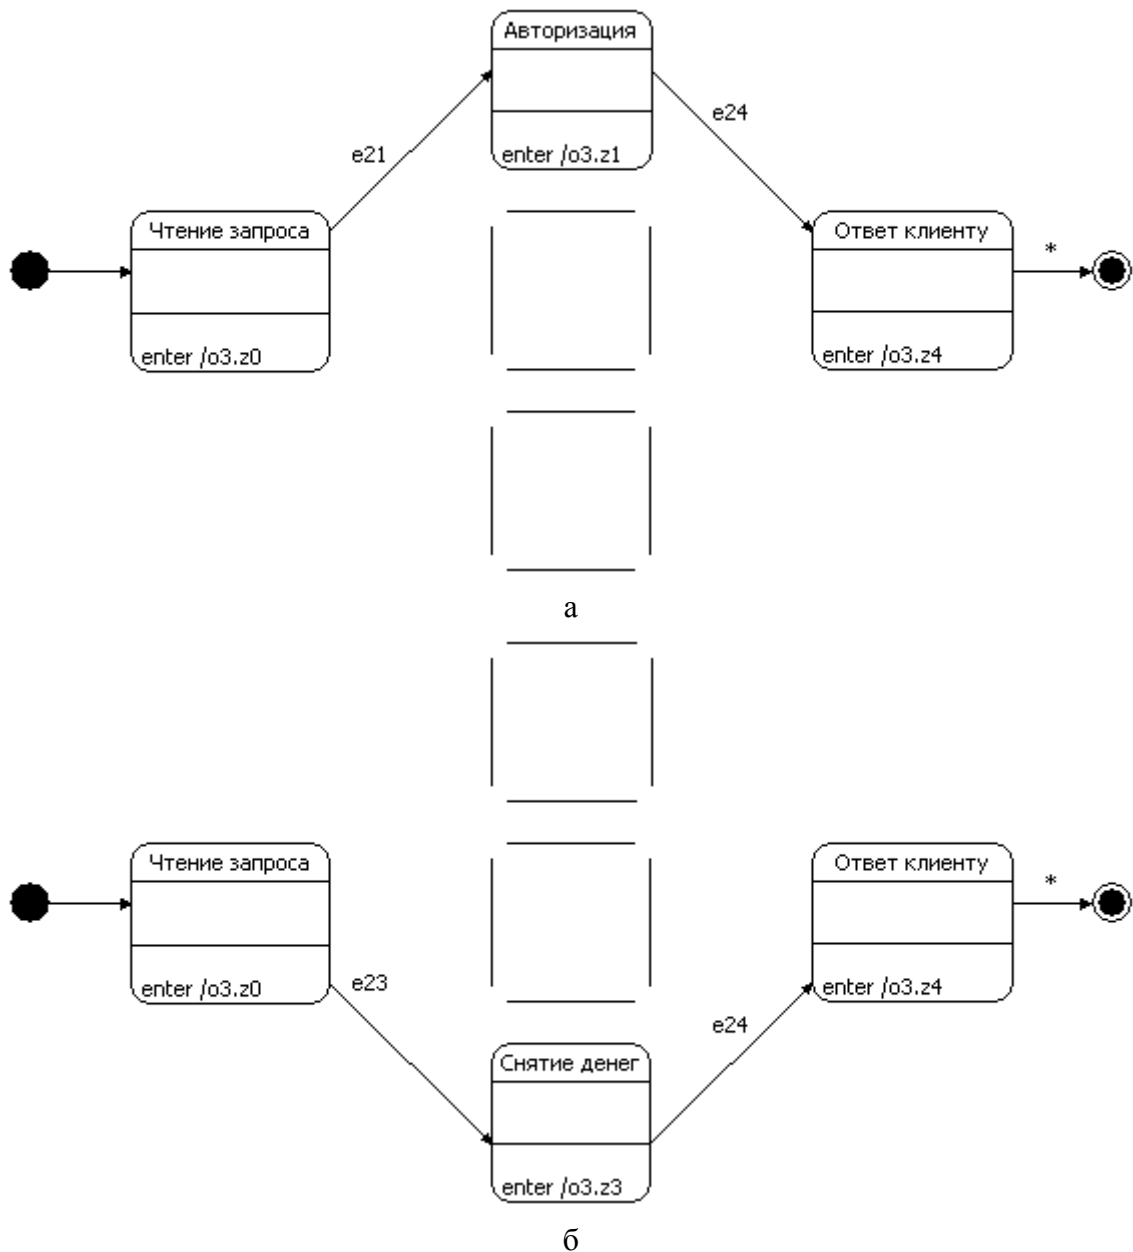 Авторизация
enter /o3.z1
e21
e24
Чтение запроса
enter /o3.z0
Ответ клиенту
enter /o3.z4
*
а
Чтение запроса
enter /o3.z0
Ответ клиенту
enter /o3.z4
*
e23
e24
Снятие денег
enter /o3.z3
б